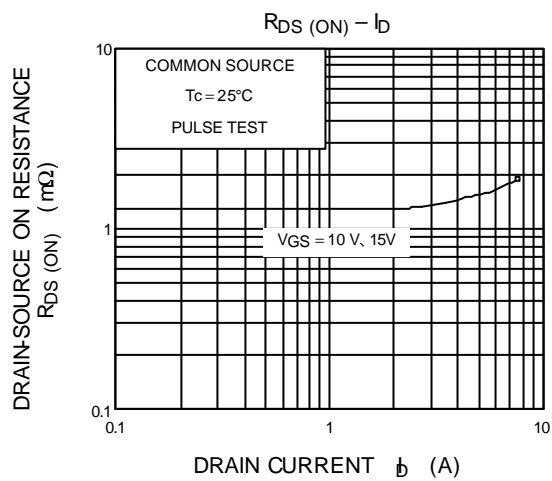 RDS (ON) – ID
10
COMMON SOURCE
Tc = 25°C
PULSE TEST
DRAIN-SOURCE ON RESISTANCE
RDS (ON) (mΩ)
1
VGS = 10 V、15V
0.1
0.1
1
10
DRAIN CURRENT ID (A)